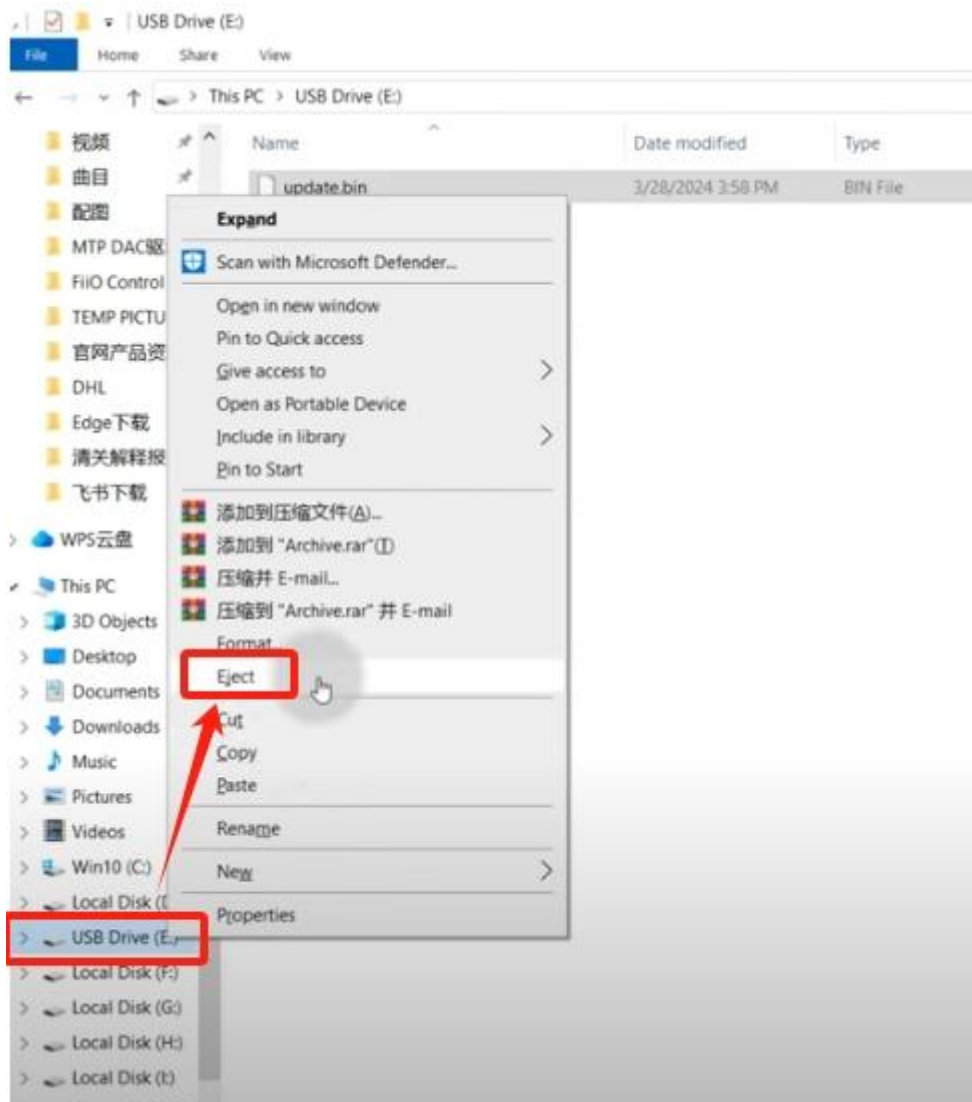 USB Drive (E:)
File Home Share View
This PC > USB Drive (E:)
Name Date modified Type
update.bin 3/28/2024 3:58 PM BIN File
视频
曲目
配图
MTP DAC驱
FiiO Control
TEMP PICTU
官网产品资
DHL
Edge下载
清关解释报
飞书下载
WPS云盘
This PC
3D Objects
Desktop
Documents
Downloads
Music
Pictures
Videos
Win10 (C:)
Local Disk
USB Drive (E:)
Local Disk (F:)
Local Disk (G:)
Local Disk (H:)
Local Disk (I:)
Expand
Scan with Microsoft Defender...
Open in new window
Pin to Quick access
Give access to
Open as Portable Device
Include in library
Pin to Start
添加到压缩文件(A)...
添加到 "Archive.rar"(T)
压缩并 E-mail...
压缩到 "Archive.rar" 并 E-mail
Format...
Eject
Cut
Copy
Paste
Rename
New
Properties